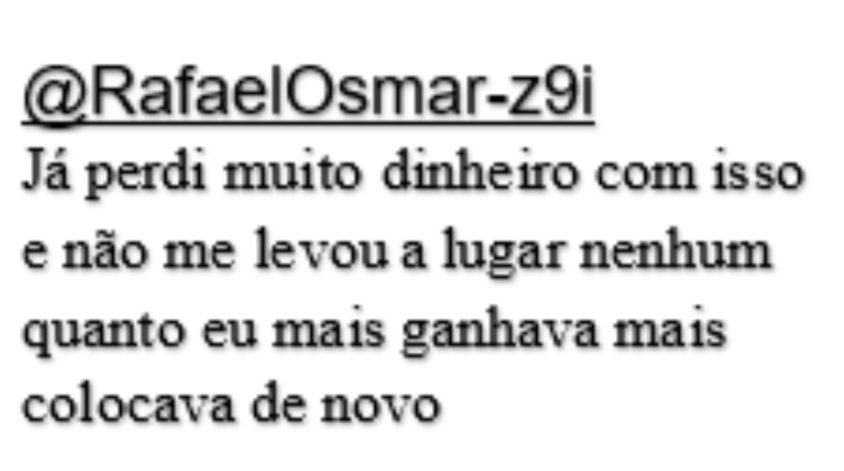 @RafaelOsmar-z9i
Já perdi muito dinheiro com isso
e não me levou a lugar nenhum
quanto eu mais ganhava mais
colocava de novo